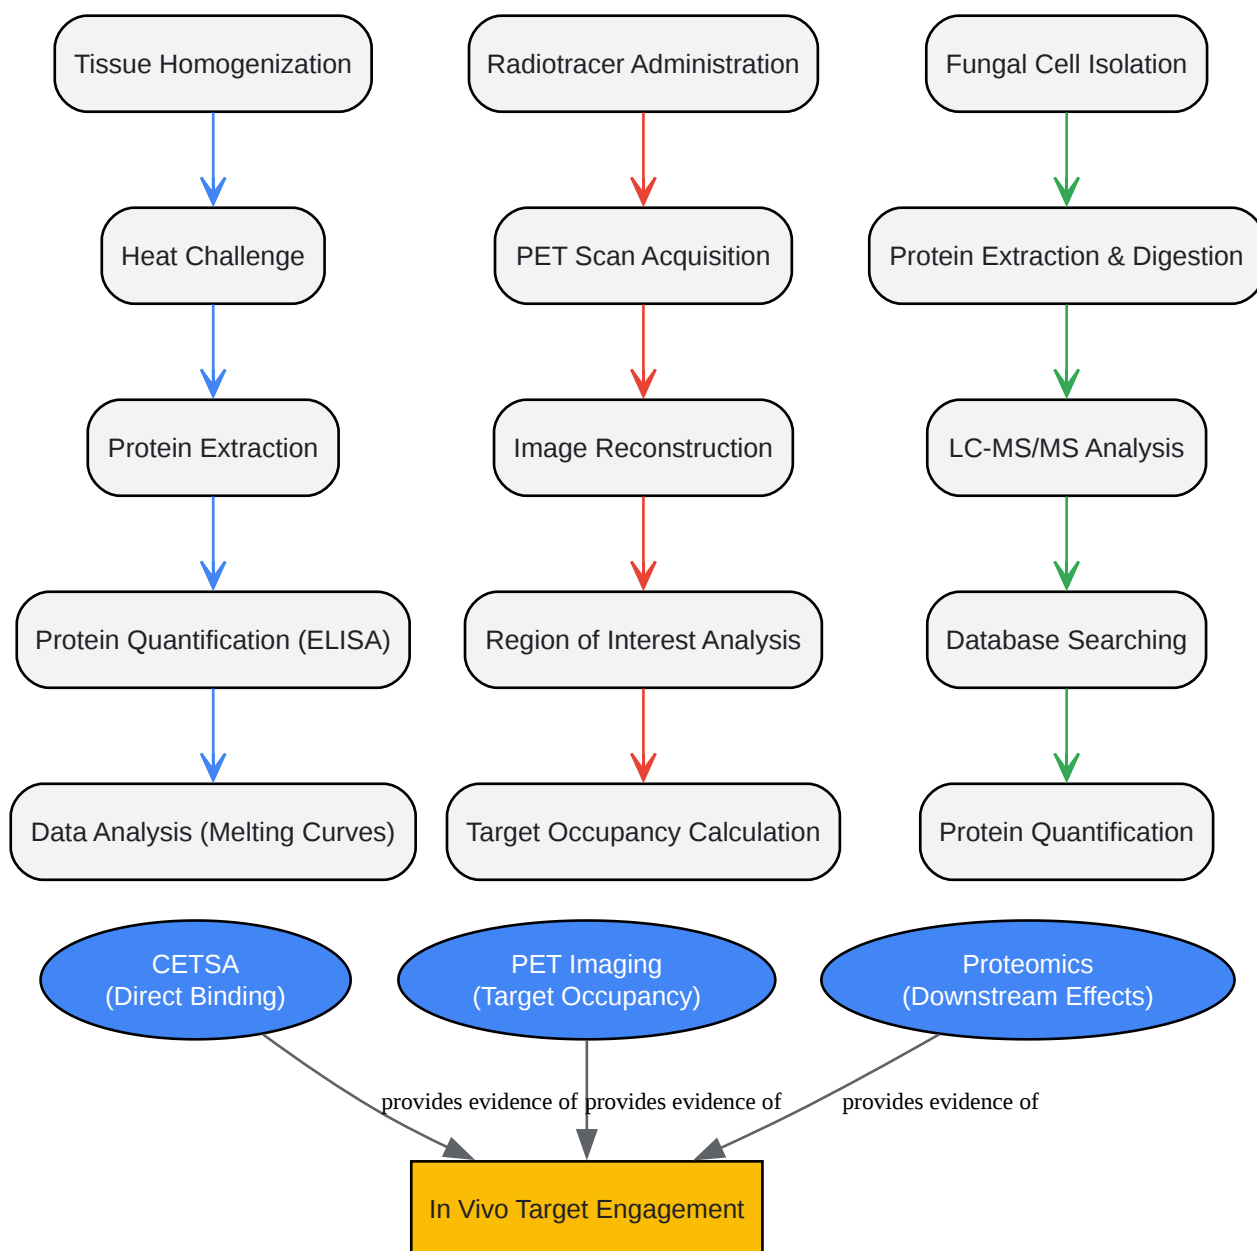 Tissue Homogenization
Radiotracer Administration
Fungal Cell Isolation
Heat Challenge
PET Scan Acquisition
Protein Extraction & Digestion
Protein Extraction
Image Reconstruction
LC-MS/MS Analysis
Protein Quantification (ELISA)
Region of Interest Analysis
Database Searching
Data Analysis (Melting Curves)
Target Occupancy Calculation
Protein Quantification
CETSA
(Direct Binding)
PET Imaging
(Target Occupancy)
Proteomics
(Downstream Effects)
provides evidence of
provides evidence of
provides evidence of
In Vivo Target Engagement